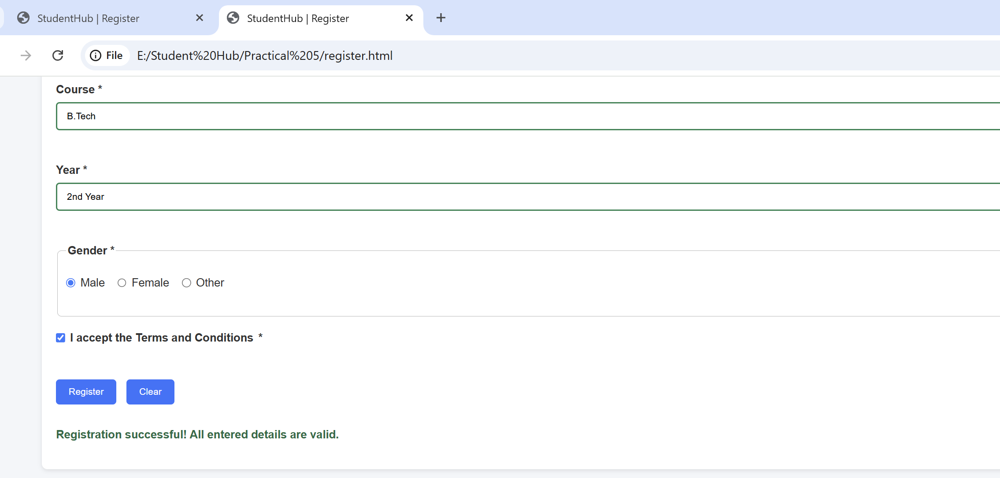 StudentHub | Register
StudentHub | Register
File E:/Student%20Hub/Practical%205/register.html
Course *
B.Tech
Year *
2nd Year
Gender *
Male Female Other
I accept the Terms and Conditions *
Register Clear
Registration successful! All entered details are valid.